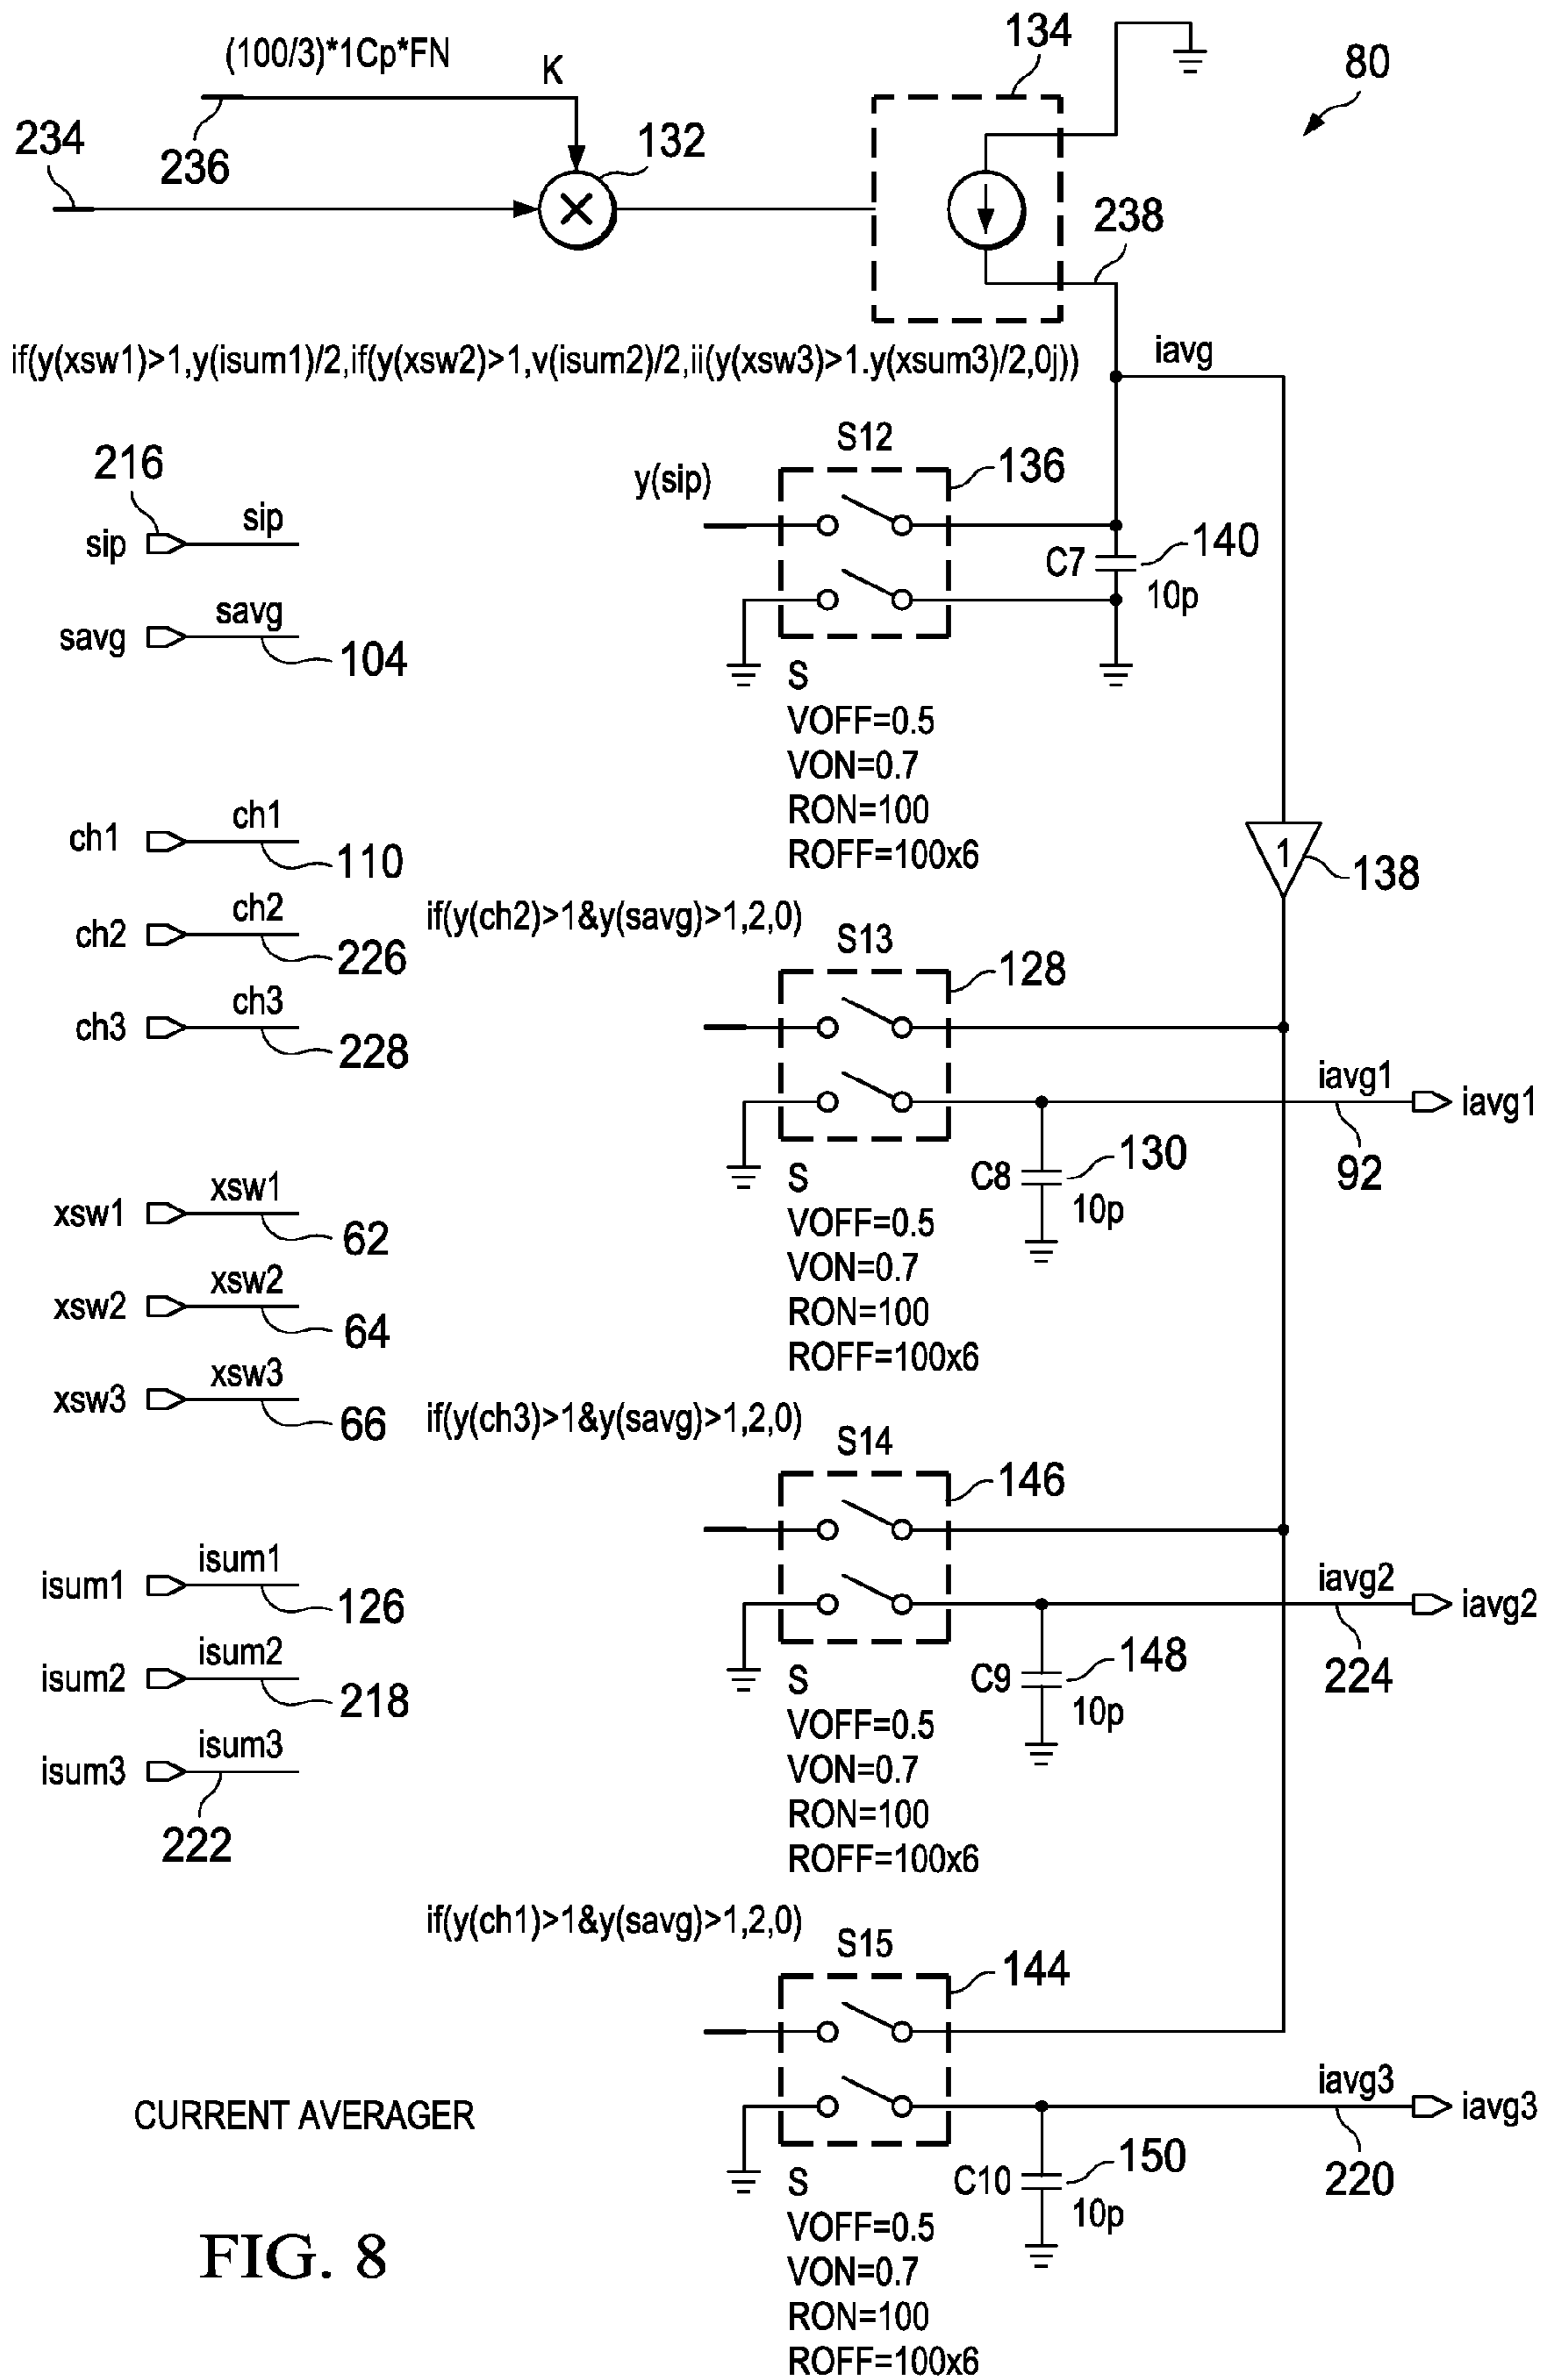 134
(100/3)*1Cp*FN
K
80
234
236
132
238
if(y(xsw1)>1,y(isum1)/2,if(y(xsw2)>1,v(isum2)/2,ii(y(xsw3)>1.y(xsum3)/2,0j))
iavg
S12
216
y(sip)
136
sip
sip
C7
140
10p
savg
savg
104
S
VOFF=0.5
VON=0.7
RON=100
ROFF=100x6
ch1
ch1
110
1
138
if(y(ch2)>1&y(savg)>1,2,0)
ch2
ch2
226
S13
128
ch3
ch3
228
iavg1
iavg1
92
C8
130
10p
S
VOFF=0.5
VON=0.7
RON=100
ROFF=100x6
xsw1
xsw1
62
xsw2
xsw2
64
xsw3
xsw3
66
if(y(ch3)>1&y(savg)>1,2,0)
S14
146
isum1
isum1
126
iavg2
iavg2
224
isum2
isum2
218
C9
148
10p
S
VOFF=0.5
VON=0.7
RON=100
ROFF=100x6
isum3
isum3
222
if(y(ch1)>1&y(savg)>1,2,0)
S15
144
iavg3
iavg3
220
CURRENT AVERAGER
C10
150
10p
S
VOFF=0.5
VON=0.7
RON=100
ROFF=100x6
FIG. 8